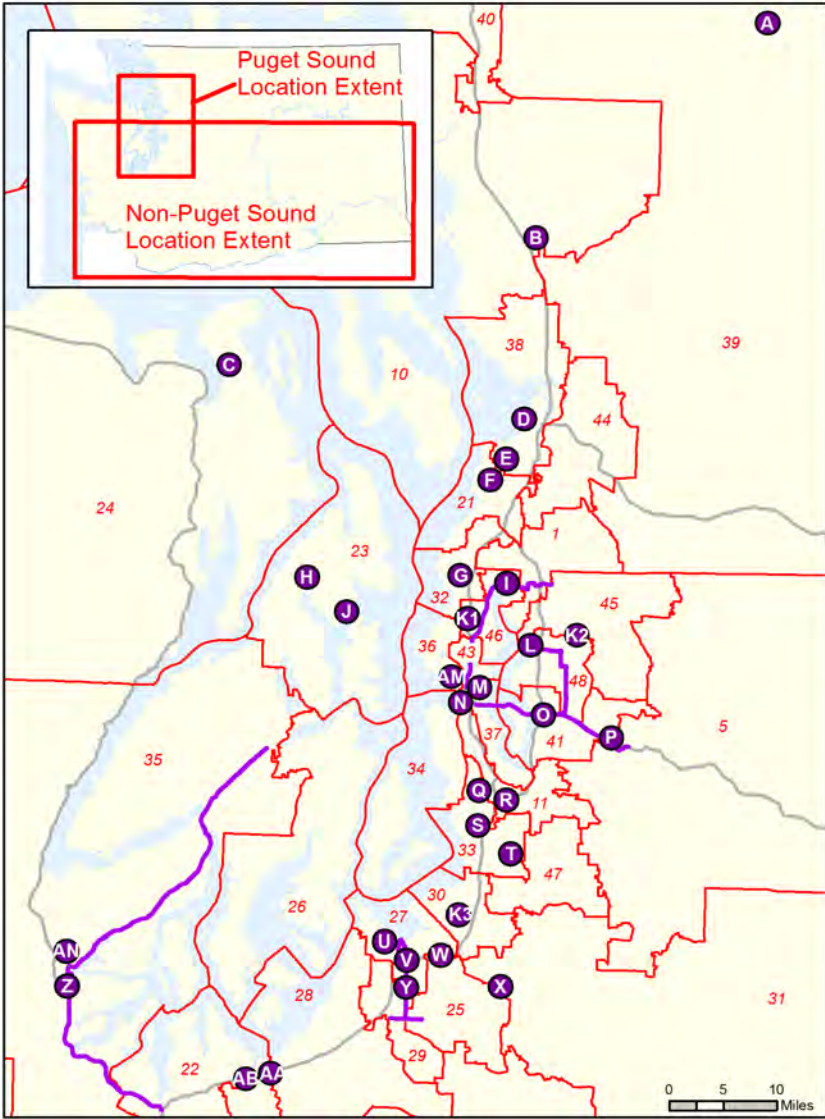 40
A
Puget Sound
Location Extent
Non-Puget Sound
Location Extent
B
C
38
10
39
D
44
E
F
21
24
1
23
G
I
H
32
45
J
K1
K2
46
L
36
43
48
AM
M
N
O
5
37
P
41
35
34
Q
R
11
S
33
T
47
26
30
K3
27
U
AN
W
V
Z
Y
X
28
25
31
29
22
AB
AA
0 5 10
Miles